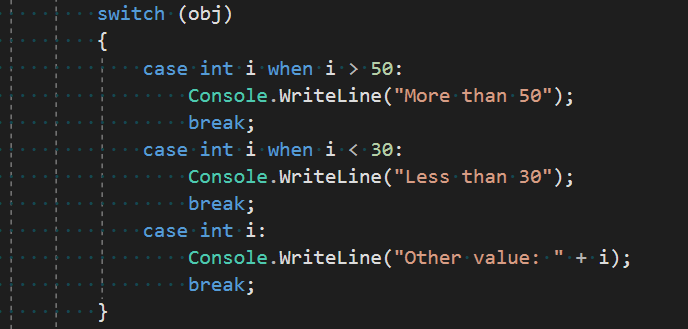 switch (obj)
{
case int i when i > 50:
Console.WriteLine("More than 50");
break;
case int i when i < 30:
Console.WriteLine("Less than 30");
break;
case int i:
Console.WriteLine("Other value: " + i);
break;
}